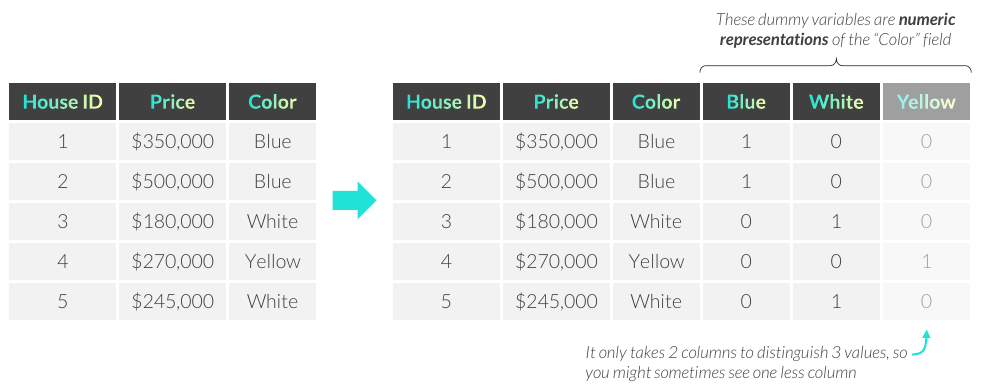 These dummy variables are numeric
representations of the “Color” field
House ID Price Color
1 $350,000 Blue
2 $500,000 Blue
3 $180,000 White
4 $270,000 Yellow
5 $245,000 White
House ID Price Color Blue White Yellow
1 $350,000 Blue 1 0 0
2 $500,000 Blue 1 0 0
3 $180,000 White 0 1 0
4 $270,000 Yellow 0 0 1
5 $245,000 White 0 1 0
It only takes 2 columns to distinguish 3 values, so
you might sometimes see one less column